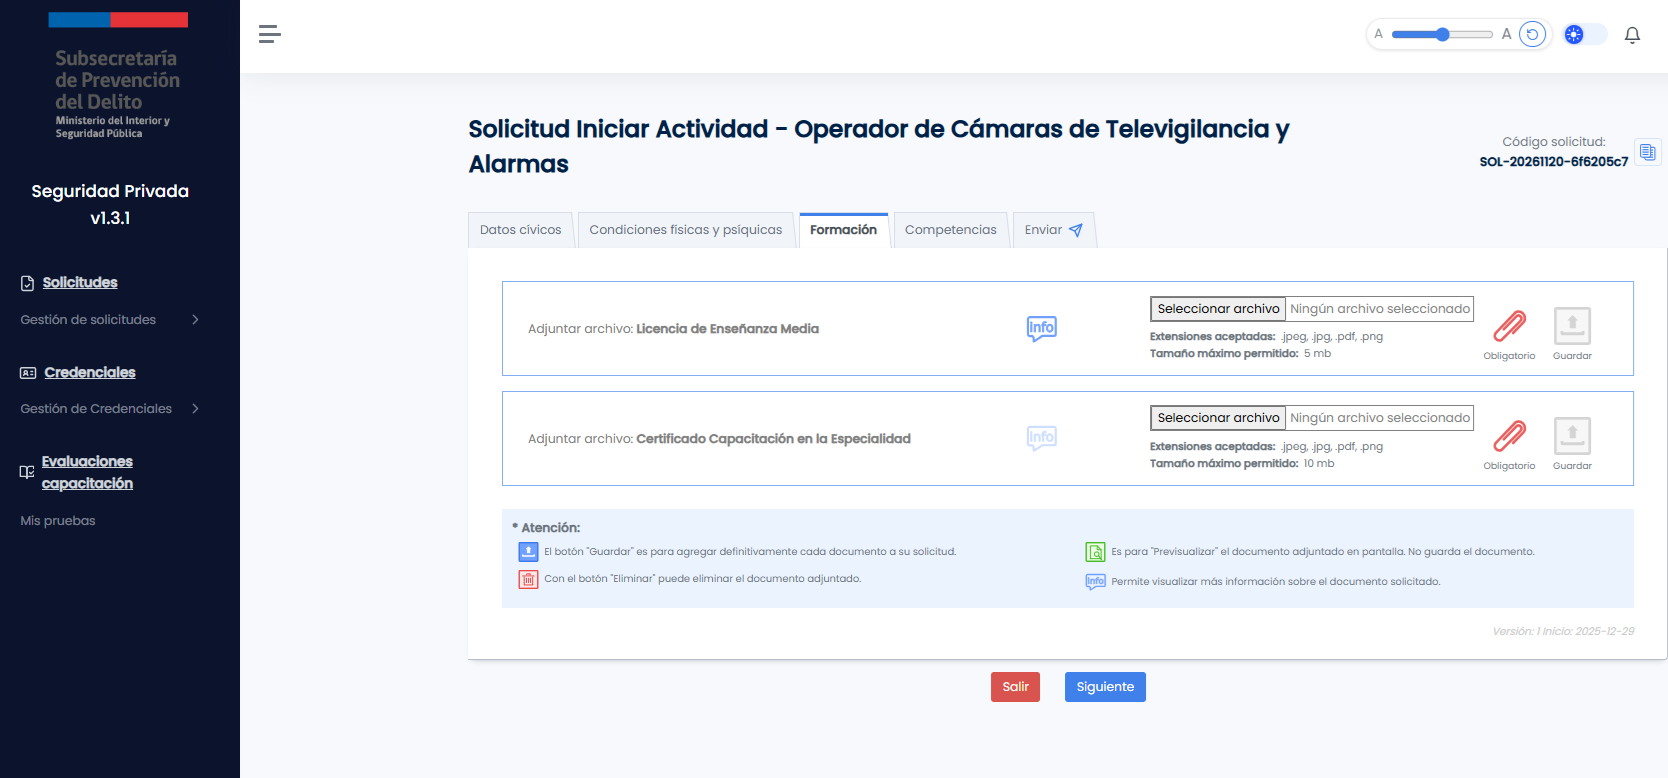 Subsecretaría
de Prevención
del Delito
Ministerio del Interior y
Seguridad Pública
Seguridad Privada
v1.3.1
Solicitudes
Gestión de solicitudes
Credenciales
Gestión de Credenciales
Evaluaciones
capacitación
Mis pruebas
A A
Solicitud Iniciar Actividad - Operador de Cámaras de Televigilancia y
Alarmas
Código solicitud:
SOL-20261120-6f6205c7
Datos cívicos
Condiciones físicas y psíquicas
Formación
Competencias
Enviar
Adjuntar archivo: Licencia de Enseñanza Media
info
Seleccionar archivo Ningún archivo seleccionado
Extensiones aceptadas: .jpeg, .jpg, .pdf, .png
Tamaño máximo permitido: 5 mb
Obligatorio
Guardar
Adjuntar archivo: Certificado Capacitación en la Especialidad
info
Seleccionar archivo Ningún archivo seleccionado
Extensiones aceptadas: .jpeg, .jpg, .pdf, .png
Tamaño máximo permitido: 10 mb
Obligatorio
Guardar
* Atención:
El botón "Guardar" es para agregar definitivamente cada documento a su solicitud.
Es para "Previsualizar" el documento adjuntado en pantalla. No guarda el documento.
Con el botón "Eliminar" puede eliminar el documento adjuntado.
info Permite visualizar más información sobre el documento solicitado.
Versión: 1 Inicio: 2025-12-29
Salir
Siguiente